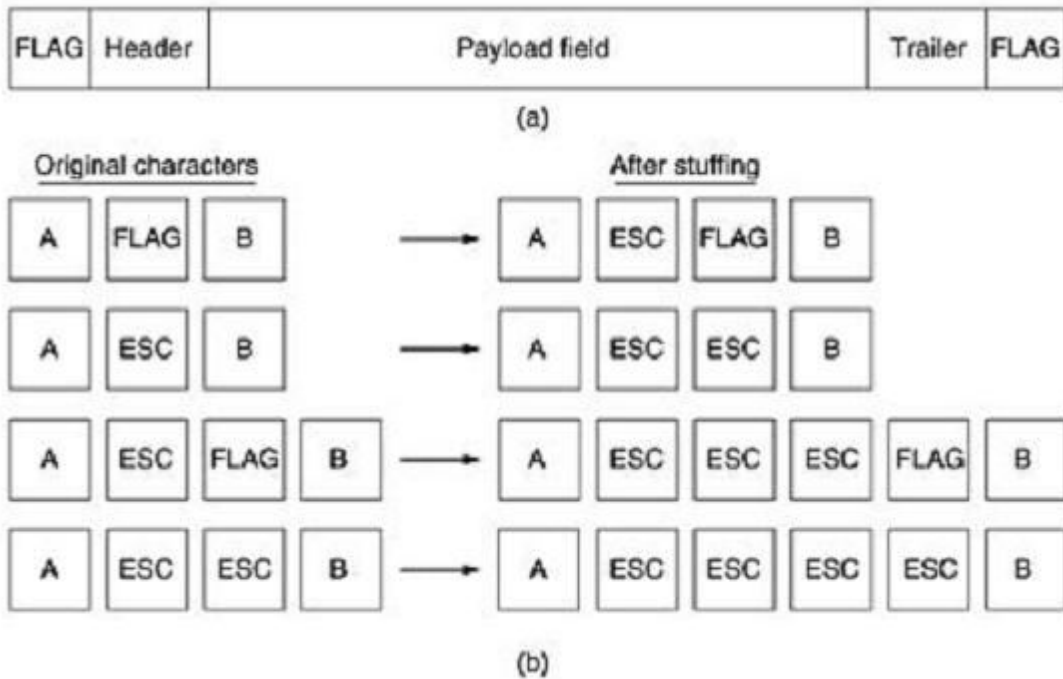 FLAG Header Payload field Trailer FLAG
(a)
Original characters After stuffing
A FLAG B A ESC FLAG B
A ESC B A ESC ESC B
A ESC FLAG B A ESC ESC ESC FLAG B
A ESC ESC B A ESC ESC ESC ESC B
(b)